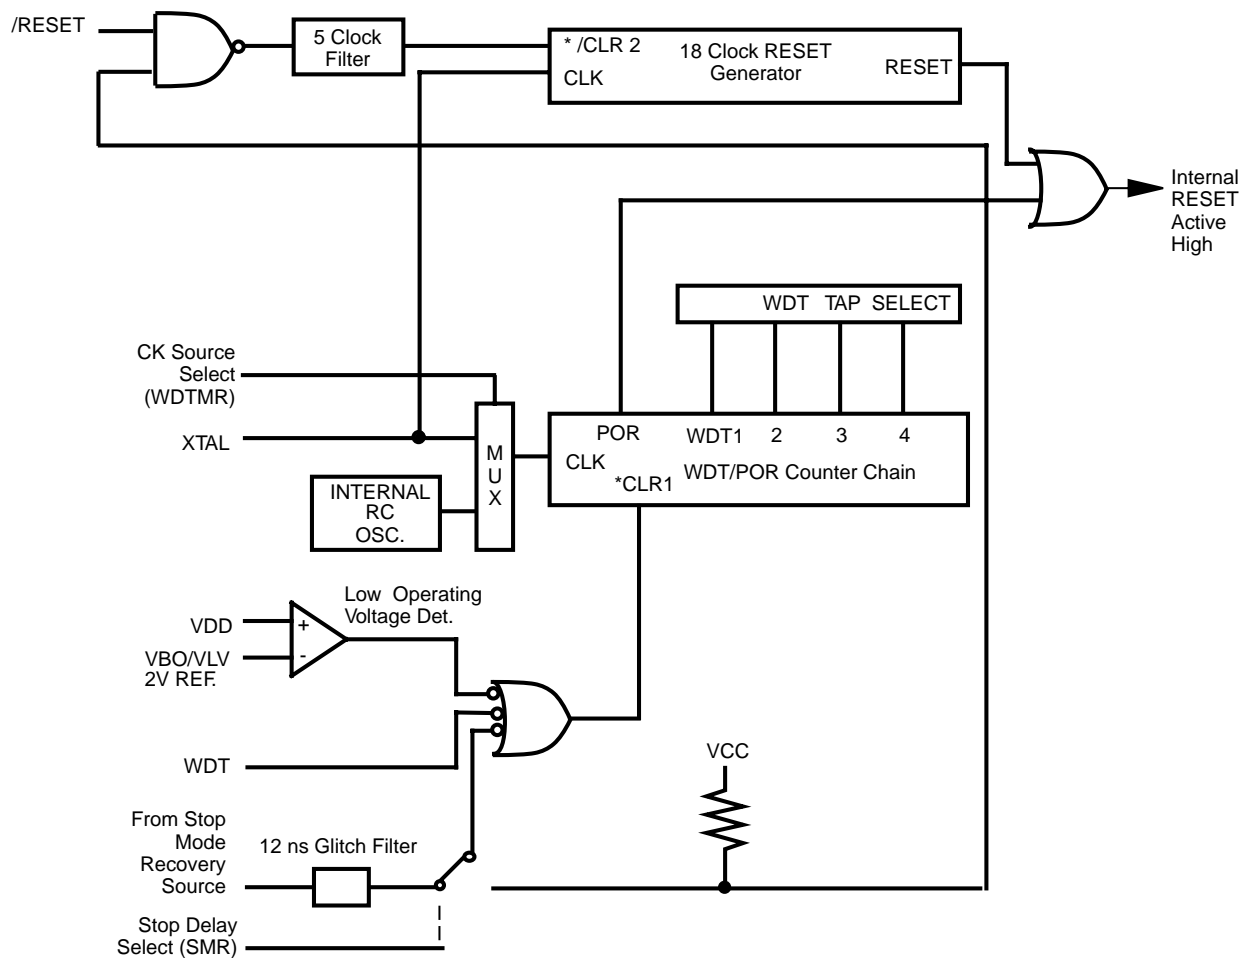 /RESET
5 Clock
Filter
* /CLR 2
CLK
18 Clock RESET
Generator
RESET
Internal
RESET
Active
High
WDT TAP SELECT
CK Source
Select
(WDTMR)
XTAL
INTERNAL
RC
OSC.
M
U
X
POR
WDT1
2
3
4
CLK
*CLR1
WDT/POR Counter Chain
Low Operating
Voltage Det.
VDD
+
VBO/VLV
2V REF.
-
WDT
VCC
From Stop
Mode
Recovery
Source
12 ns Glitch Filter
Stop Delay
Select (SMR)